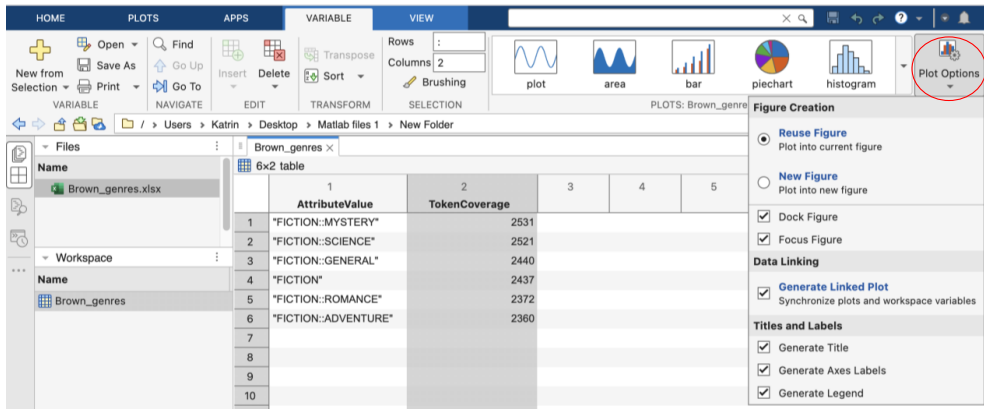 HOME PLOTS APPS VARIABLE VIEW
New from
Selection
Open
Save As
Print
VARIABLE
Find
Go Up
Go To
NAVIGATE
Insert Delete
EDIT
Transpose
Sort
TRANSFORM
Rows :
Columns 2
Brushing
SELECTION
plot area bar piechart histogram
PLOTS: Brown_genre
Plot Options
/ > Users > Katrin > Desktop > Matlab files 1 > New Folder
Files
Name
Brown_genres.xlsx
Workspace
Name
Brown_genres
Brown_genres ×
6×2 table
1 2 3 4 5
AttributeValue TokenCoverage
1 "FICTION::MYSTERY" 2531
2 "FICTION::SCIENCE" 2521
3 "FICTION::GENERAL" 2440
4 "FICTION" 2437
5 "FICTION::ROMANCE" 2372
6 "FICTION::ADVENTURE" 2360
7
8
9
10
Figure Creation
Reuse Figure
Plot into current figure
New Figure
Plot into new figure
Dock Figure
Focus Figure
Data Linking
Generate Linked Plot
Synchronize plots and workspace variables
Titles and Labels
Generate Title
Generate Axes Labels
Generate Legend